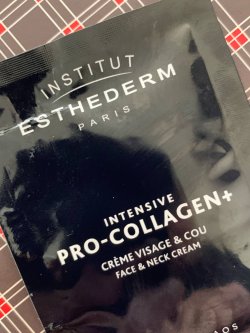 INSTITUT
ESTHEDERM
PARIS
INTENSIVE
PRO-COLLAGEN+
CRÈME VISAGE & COU
FACE & NECK CREAM